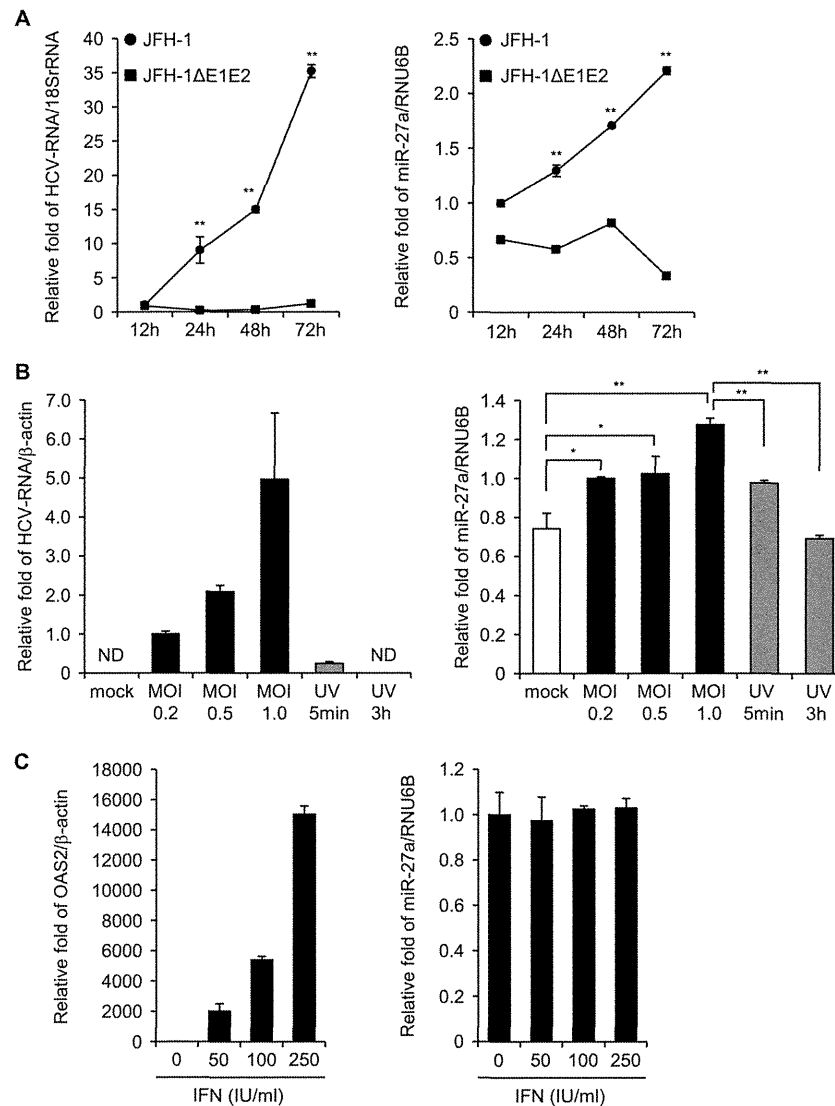 A
Relative fold of HCV-RNA/18SrRNA
40
35
30
25
20
15
10
5
0
JFH-1
JFH-1ΔE1E2
**
**
**
12h 24h 48h 72h
Relative fold of miR-27a/RNU6B
2.5
2.0
1.5
1.0
0.5
0
JFH-1
JFH-1ΔE1E2
**
**
**
12h 24h 48h 72h
B
Relative fold of HCV-RNA/β-actin
7.0
6.0
5.0
4.0
3.0
2.0
1.0
0
ND
ND
mock MOI MOI MOI UV UV
0.2 0.5 1.0 5min 3h
Relative fold of miR-27a/RNU6B
1.4
1.2
1.0
0.8
0.6
0.4
0.2
0
**
**
**
*
*
mock MOI MOI MOI UV UV
0.2 0.5 1.0 5min 3h
C
Relative fold of OAS2/β-actin
18000
16000
14000
12000
10000
8000
6000
4000
2000
0
0 50 100 250
IFN (IU/ml)
Relative fold of miR-27a/RNU6B
1.2
1.0
0.8
0.6
0.4
0.2
0
0 50 100 250
IFN (IU/ml)